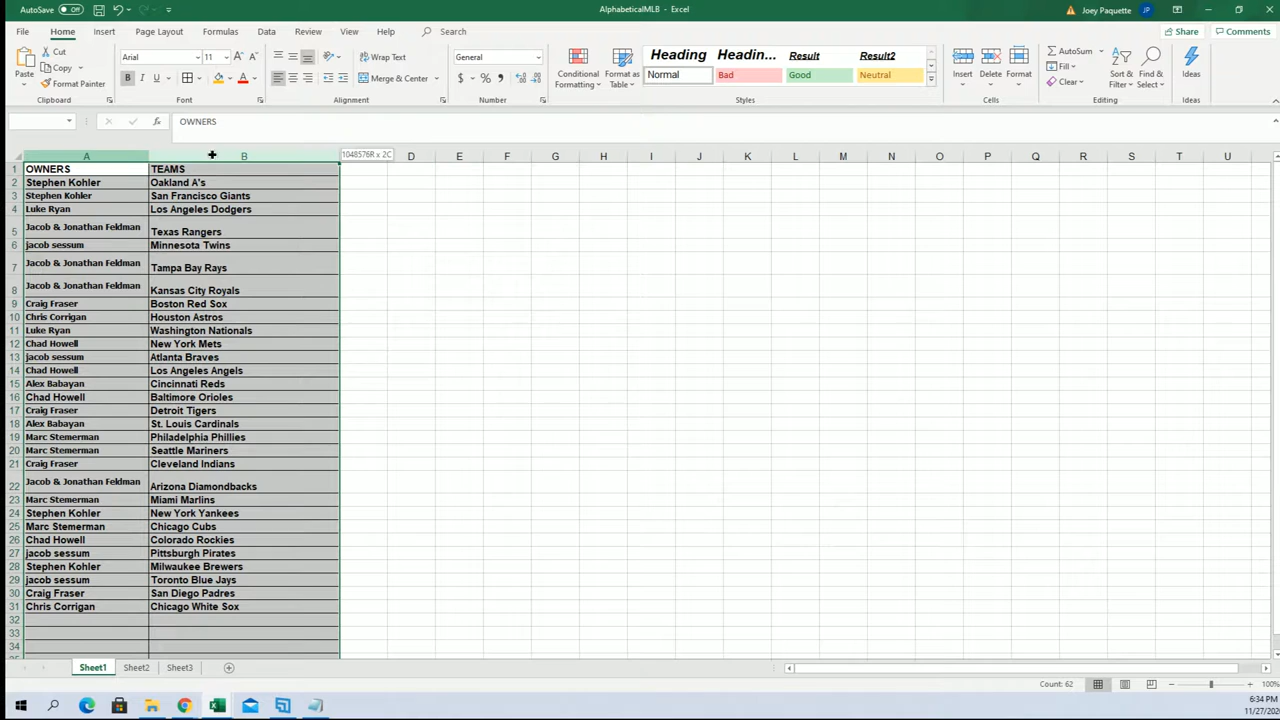 AutoSave Off AlphabeticalMLB - Excel Joey Paquette JP
File Home Insert Page Layout Formulas Data Review View Help Search Share Comments
Paste Cut Copy Format Painter Clipboard
Arial 11 B I U A A Font
Wrap Text Merge & Center Alignment
General $ % 9 Number
Conditional Formatting Format as Table
Heading Headin... Result Result2
Normal Bad Good Neutral
Styles
Insert Delete Format Cells
AutoSum Fill Clear Sort & Filter Find & Select Editing
Ideas Ideas
fx OWNERS
A B 1048576R x 2C D E F G H I J K L M N O P Q R S T U
1 OWNERS TEAMS
2 Stephen Kohler Oakland A's
3 Stephen Kohler San Francisco Giants
4 Luke Ryan Los Angeles Dodgers
5 Jacob & Jonathan Feldman Texas Rangers
6 jacob sessum Minnesota Twins
7 Jacob & Jonathan Feldman Tampa Bay Rays
8 Jacob & Jonathan Feldman Kansas City Royals
9 Craig Fraser Boston Red Sox
10 Chris Corrigan Houston Astros
11 Luke Ryan Washington Nationals
12 Chad Howell New York Mets
13 jacob sessum Atlanta Braves
14 Chad Howell Los Angeles Angels
15 Alex Babayan Cincinnati Reds
16 Chad Howell Baltimore Orioles
17 Craig Fraser Detroit Tigers
18 Alex Babayan St. Louis Cardinals
19 Marc Stemerman Philadelphia Phillies
20 Marc Stemerman Seattle Mariners
21 Craig Fraser Cleveland Indians
22 Jacob & Jonathan Feldman Arizona Diamondbacks
23 Marc Stemerman Miami Marlins
24 Stephen Kohler New York Yankees
25 Marc Stemerman Chicago Cubs
26 Chad Howell Colorado Rockies
27 jacob sessum Pittsburgh Pirates
28 Stephen Kohler Milwaukee Brewers
29 jacob sessum Toronto Blue Jays
30 Craig Fraser San Diego Padres
31 Chris Corrigan Chicago White Sox
32
33
34
Sheet1 Sheet2 Sheet3
Count: 62 100%
6:34 PM